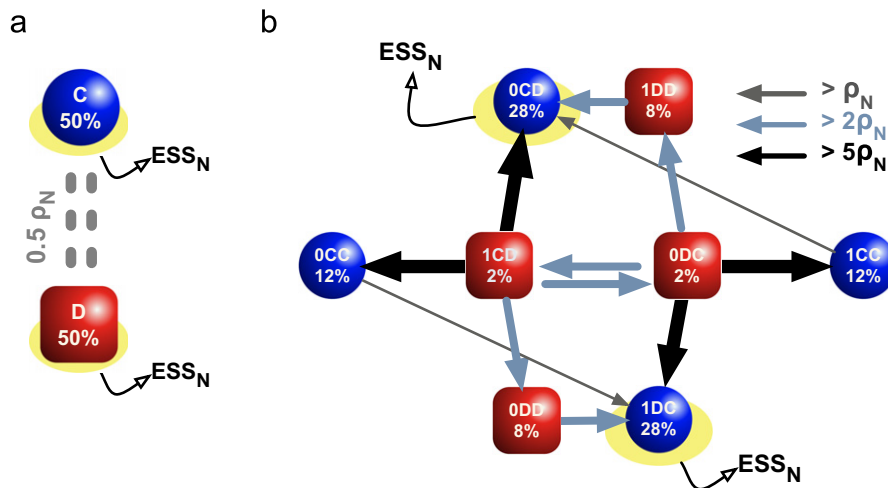 a
C
50%
ESS_N
0.5 ρ_N
D
50%
ESS_N
b
ESS_N
0CD
28%
1DD
8%
> ρ_N
> 2ρ_N
> 5ρ_N
0CC
12%
1CD
2%
0DC
2%
1CC
12%
0DD
8%
1DC
28%
ESS_N